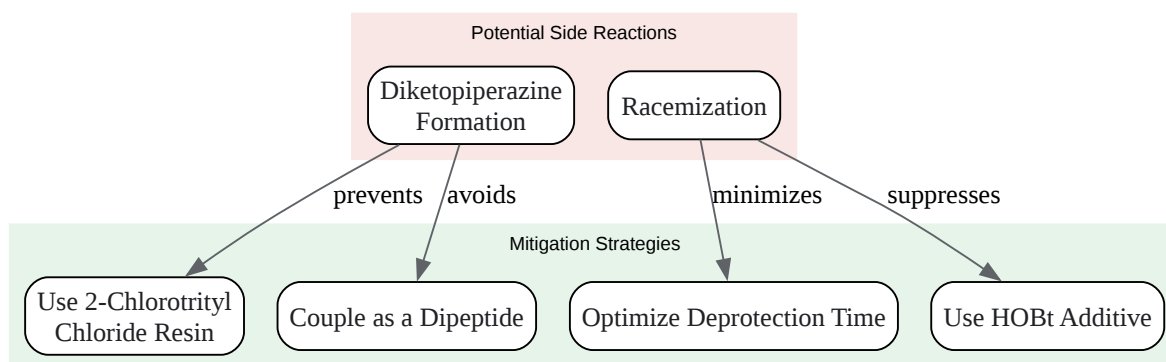 Potential Side Reactions
Diketopiperazine
Formation
Racemization
prevents
avoids
minimizes
suppresses
Mitigation Strategies
Use 2-Chlorotrityl
Chloride Resin
Couple as a Dipeptide
Optimize Deprotection Time
Use HOBt Additive